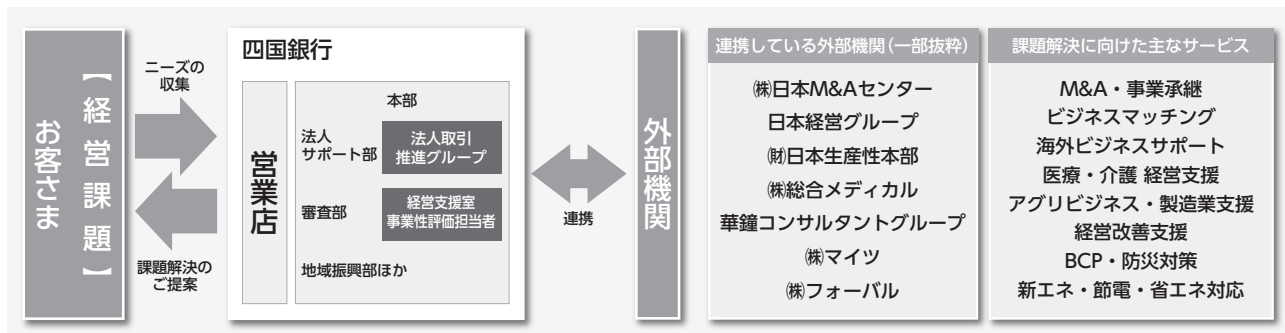 お客さま
【経営課題】
ニーズの
収集
課題解決の
ご提案
四国銀行
営業店
本部
法人
サポート部
法人取引
推進グループ
審査部
経営支援室
事業性評価担当者
地域振興部ほか
連携
外部機関
連携している外部機関(一部抜粋)
㈱日本M&Aセンター
日本経営グループ
㈶日本生産性本部
㈱総合メディカル
華鐘コンサルタントグループ
㈱マイツ
㈱フォーバル
課題解決に向けた主なサービス
M&A・事業承継
ビジネスマッチング
海外ビジネスサポート
医療・介護 経営支援
アグリビジネス・製造業支援
経営改善支援
BCP・防災対策
新エネ・節電・省エネ対応